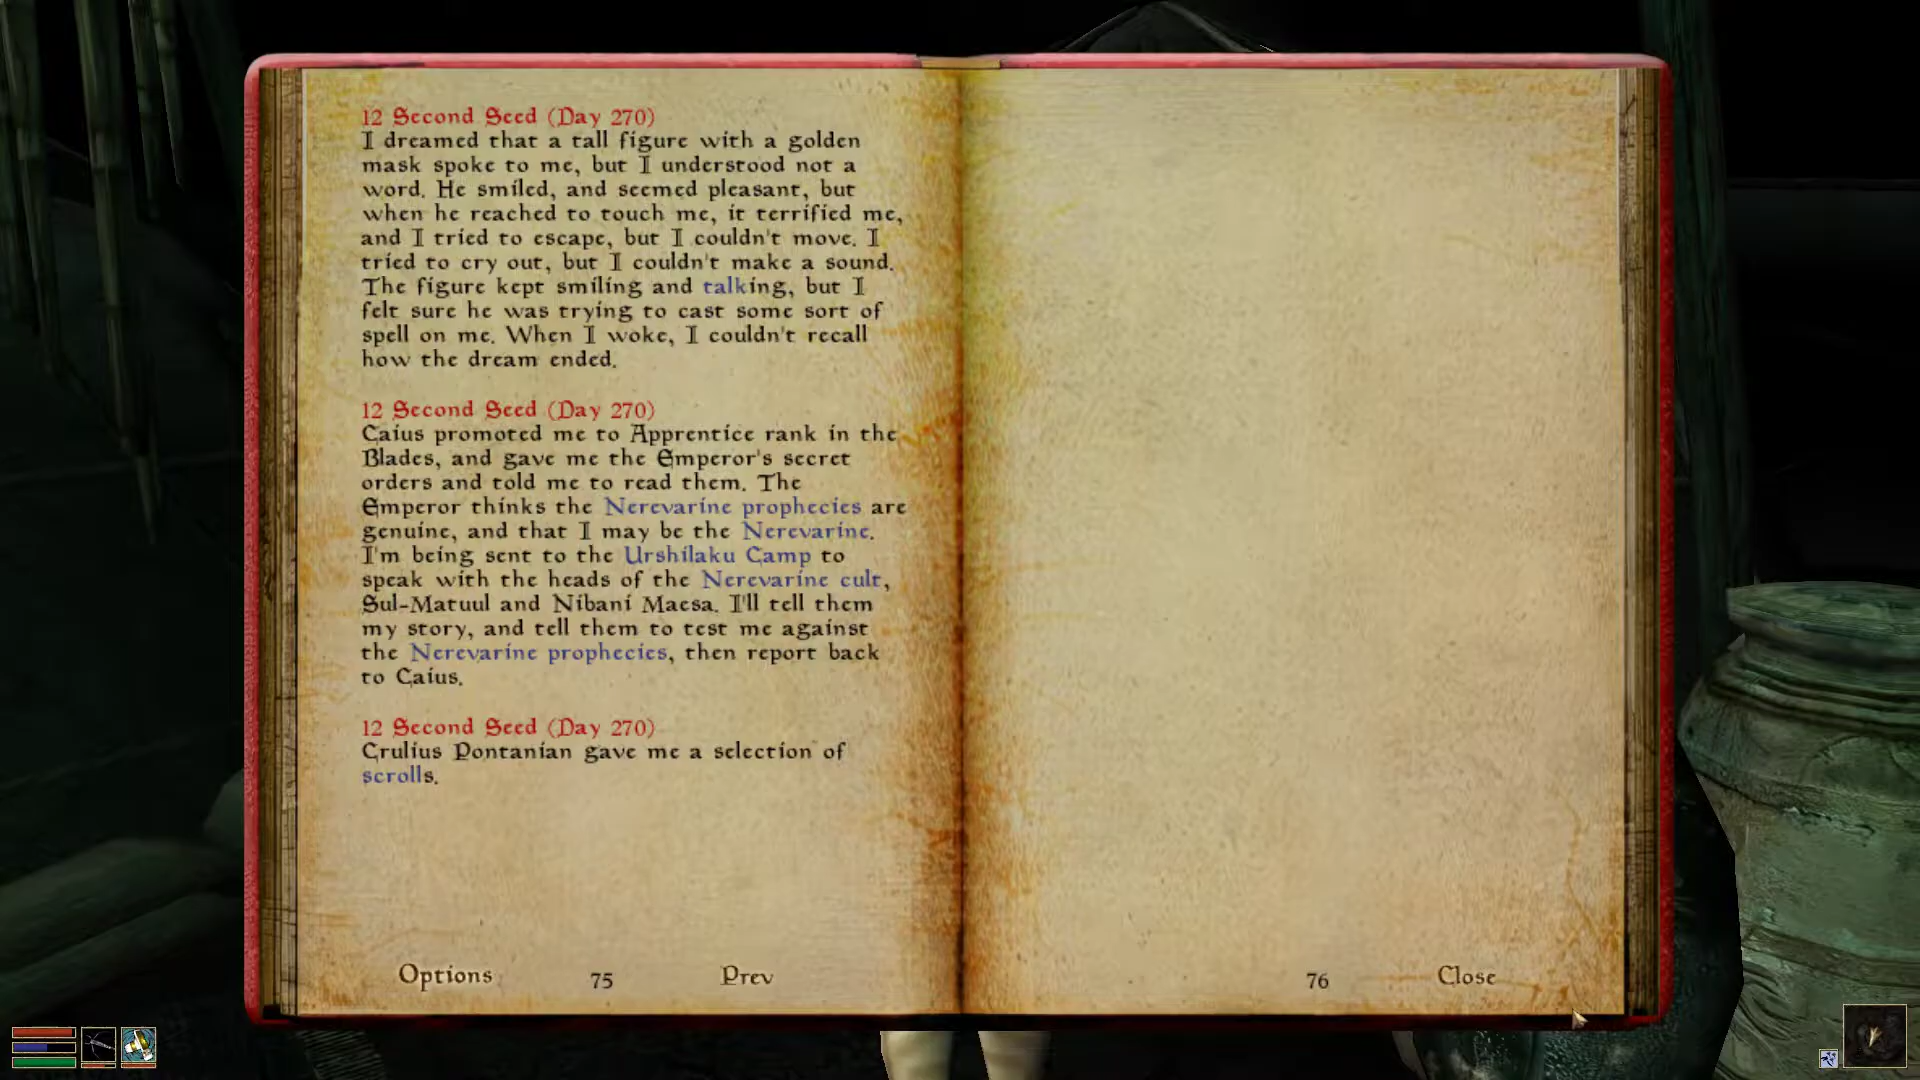 12 Second Seed (Day 270)
I dreamed that a tall figure with a golden
mask spoke to me, but I understood not a
word. He smiled, and seemed pleasant, but
when he reached to touch me, it terrified me,
and I tried to escape, but I couldn't move. I
tried to cry out, but I couldn't make a sound.
The figure kept smiling and talking, but I
felt sure he was trying to cast some sort of
spell on me. When I woke, I couldn't recall
how the dream ended.
12 Second Seed (Day 270)
Caius promoted me to Apprentice rank in the
Blades, and gave me the Emperor's secret
orders and told me to read them. The
Emperor thinks the Nerevarine prophecies are
genuine, and that I may be the Nerevarine.
I'm being sent to the Urshilaku Camp to
speak with the heads of the Nerevarine cult,
Sul-Matuul and Nibani Maesa. I'll tell them
my story, and tell them to test me against
the Nerevarine prophecies, then report back
to Caius.
12 Second Seed (Day 270)
Crulius Pontanian gave me a selection of
scrolls.
Options 75 Prev
76 Close